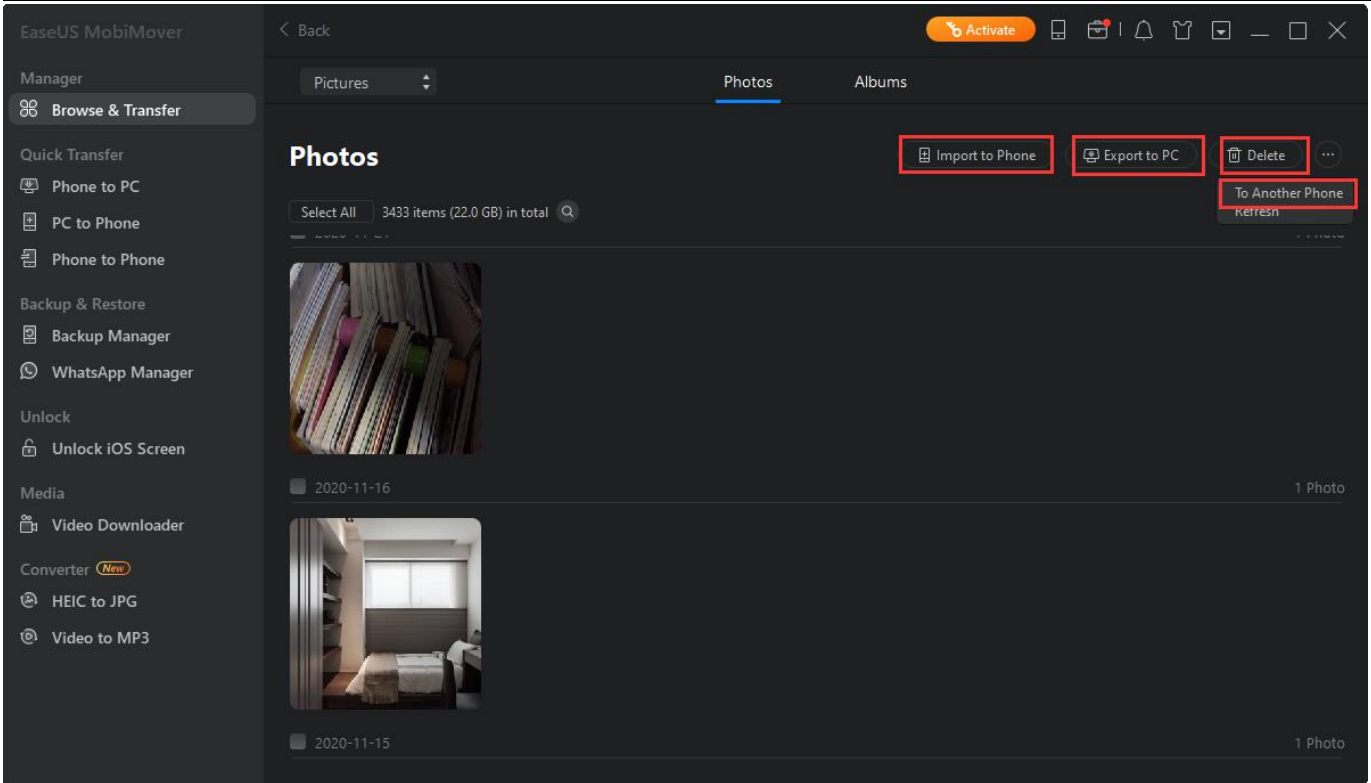 EaseUS MobiMover
Back
Activate
Manager
Browse & Transfer
Pictures
Photos
Albums
Quick Transfer
Phone to PC
PC to Phone
Phone to Phone
Photos
Import to Phone
Export to PC
Delete
To Another Phone
Refresh
Select All
3433 items (22.0 GB) in total
Backup & Restore
Backup Manager
WhatsApp Manager
Unlock
Unlock iOS Screen
Media
Video Downloader
Converter New
HEIC to JPG
Video to MP3
1 Photo
2020-11-16
1 Photo
2020-11-15
1 Photo